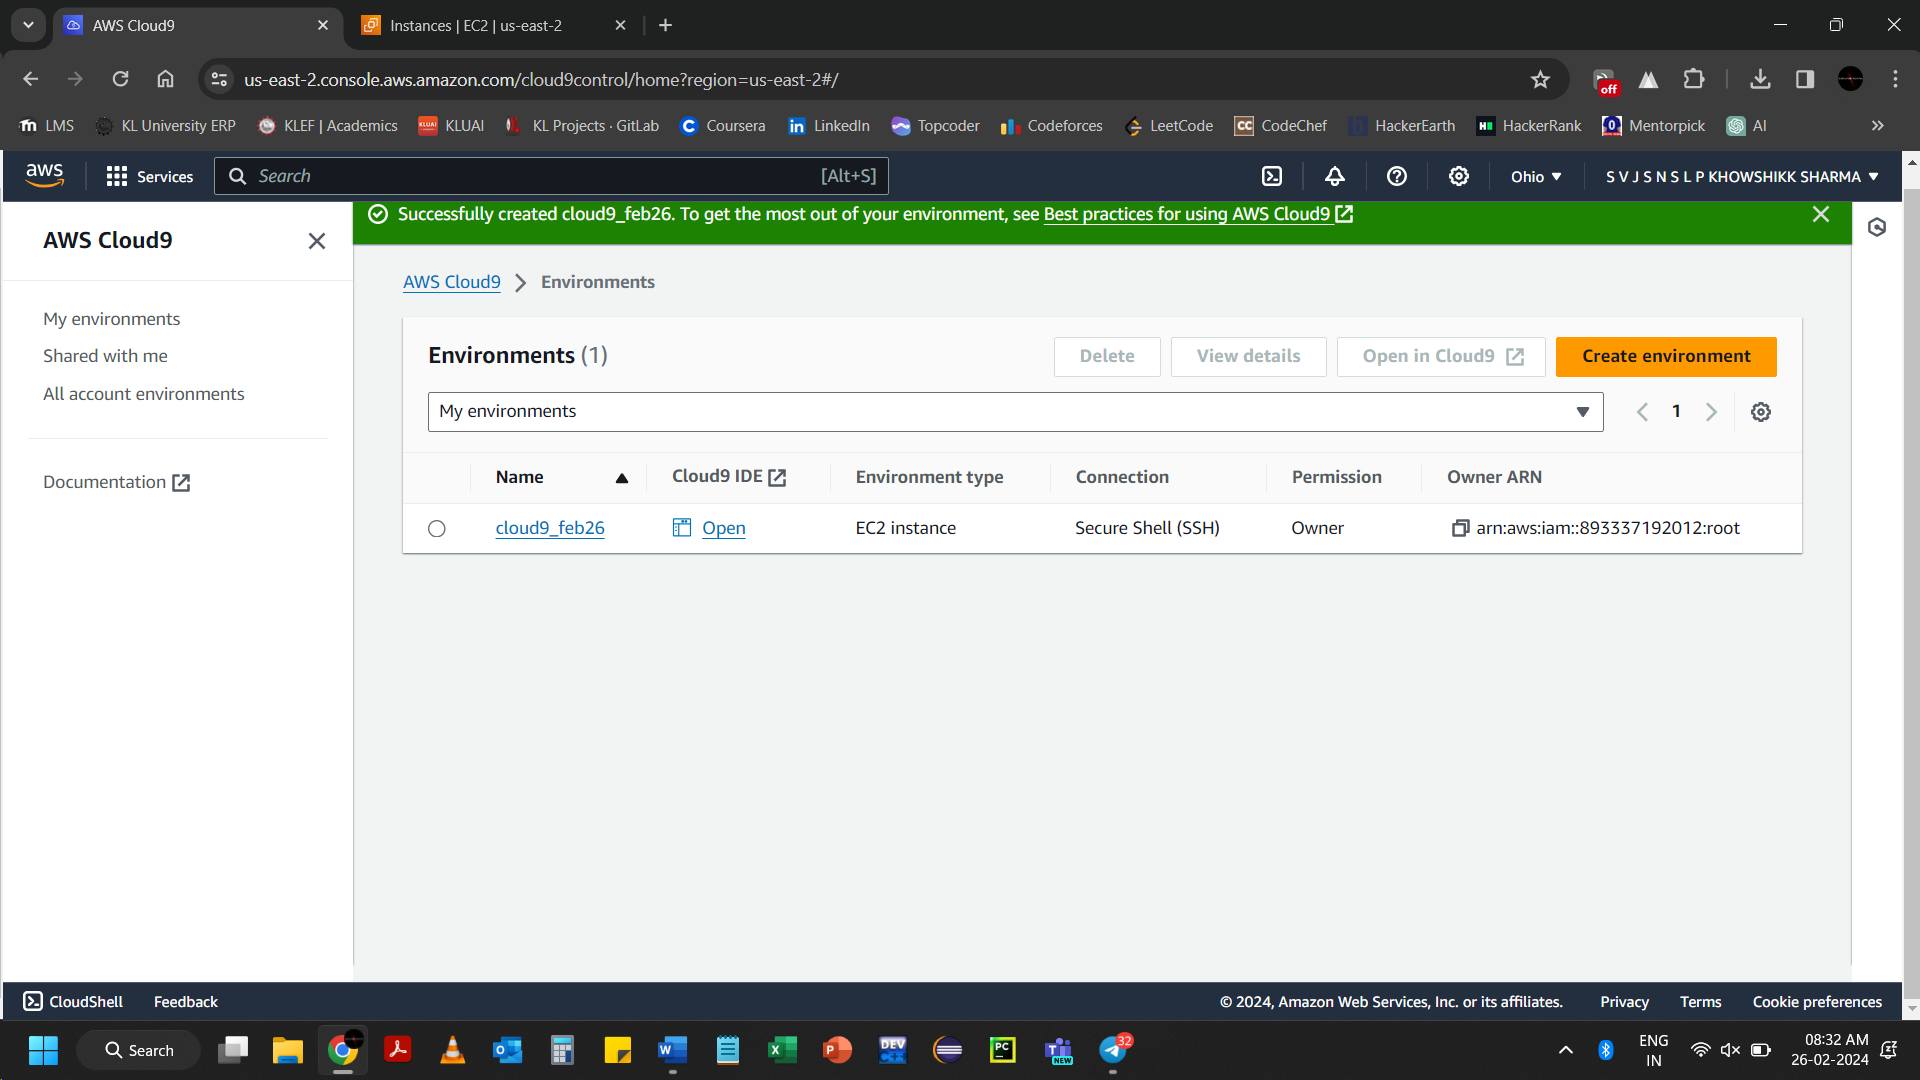 AWS Cloud9
Instances | EC2 | us-east-2
us-east-2.console.aws.amazon.com/cloud9control/home?region=us-east-2#/
off
LMS
KL University ERP
KLEF | Academics
KLUAI KLUAI
KL Projects · GitLab
Coursera
LinkedIn
Topcoder
Codeforces
LeetCode
CodeChef
HackerEarth
HackerRank
Mentorpick
AI
aws
Services
Search
[Alt+S]
Ohio
S V J S N S L P KHOWSHIKK SHARMA
AWS Cloud9
Successfully created cloud9_feb26. To get the most out of your environment, see Best practices for using AWS Cloud9
My environments
Shared with me
All account environments
Documentation
AWS Cloud9 Environments
Environments (1)
Delete
View details
Open in Cloud9
Create environment
My environments
1
Name Cloud9 IDE Environment type Connection Permission Owner ARN
cloud9_feb26 Open EC2 instance Secure Shell (SSH) Owner arn:aws:iam::893337192012:root
CloudShell Feedback
© 2024, Amazon Web Services, Inc. or its affiliates. Privacy Terms Cookie preferences
Search
DEV
PC
NEW
32
ENG
IN
08:32 AM
26-02-2024